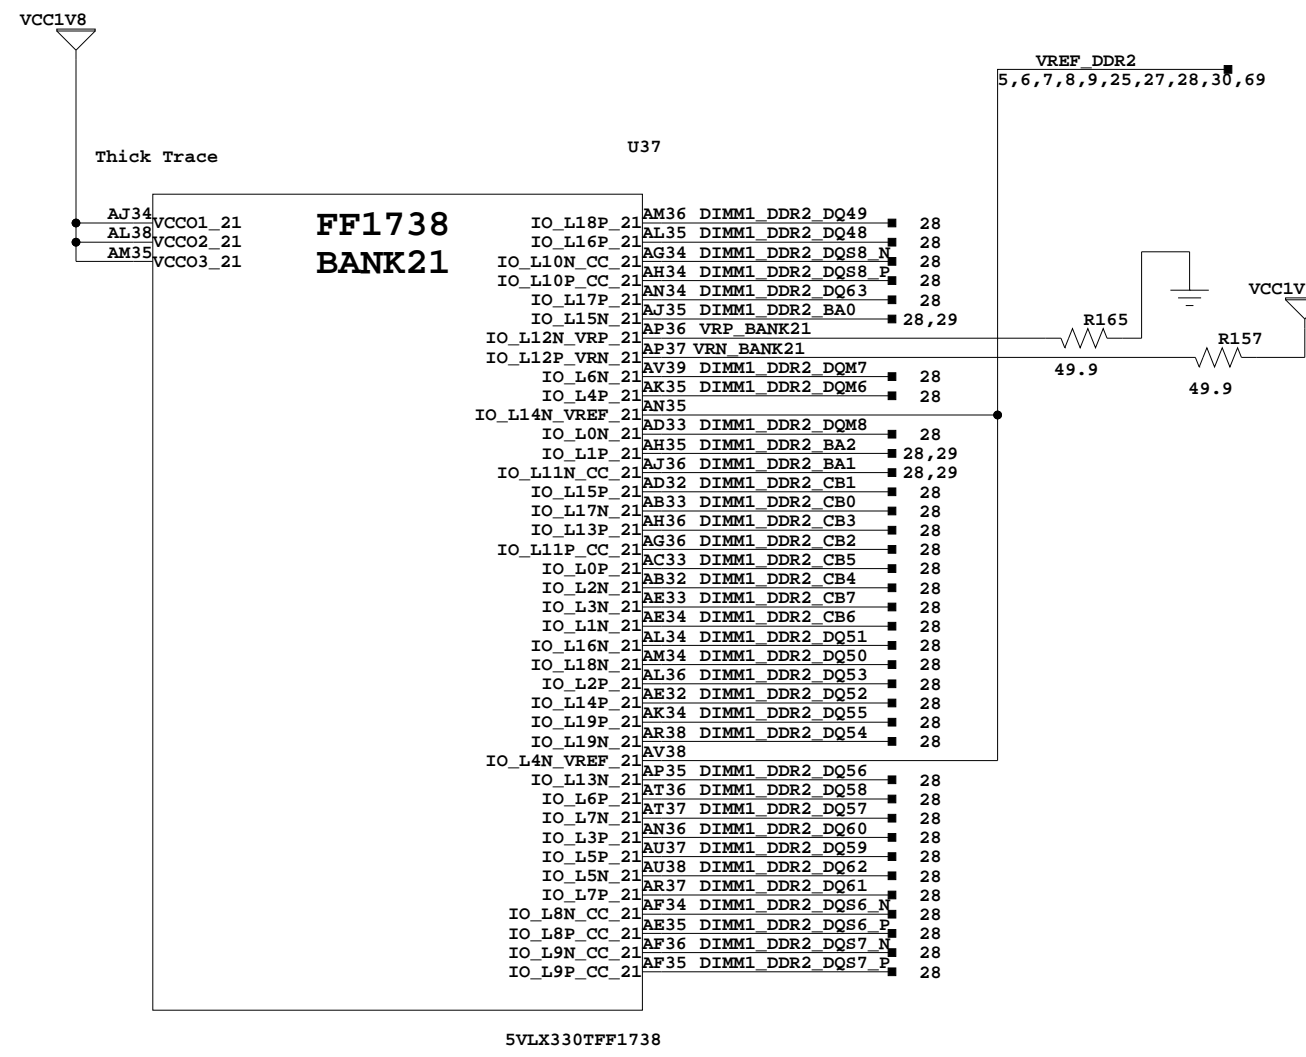 VCC1V8
VREF_DDR2
5,6,7,8,9,25,27,28,30,69
U37
Thick Trace
FF1738
BANK21
AJ34 VCCO1_21
AL38 VCCO2_21
AM35 VCCO3_21
IO_L18P_21 AM36 DIMM1_DDR2_DQ49 28
IO_L16P_21 AL35 DIMM1_DDR2_DQ48 28
IO_L10N_CC_21 AG34 DIMM1_DDR2_DQS8_N 28
IO_L10P_CC_21 AH34 DIMM1_DDR2_DQS8_P 28
IO_L17P_21 AN34 DIMM1_DDR2_DQ63 28
IO_L15N_21 AJ35 DIMM1_DDR2_BA0 28,29
IO_L12N_VRP_21 AP36 VRP_BANK21
IO_L12P_VRN_21 AP37 VRN_BANK21
R165
49.9
VCC1V
R157
49.9
IO_L6N_21 AV39 DIMM1_DDR2_DQM7 28
IO_L4P_21 AK35 DIMM1_DDR2_DQM6 28
IO_L14N_VREF_21 AN35
IO_L0N_21 AD33 DIMM1_DDR2_DQM8 28
IO_L1P_21 AH35 DIMM1_DDR2_BA2 28,29
IO_L11N_CC_21 AJ36 DIMM1_DDR2_BA1 28,29
IO_L15P_21 AD32 DIMM1_DDR2_CB1 28
IO_L17N_21 AB33 DIMM1_DDR2_CB0 28
IO_L13P_21 AH36 DIMM1_DDR2_CB3 28
IO_L11P_CC_21 AG36 DIMM1_DDR2_CB2 28
IO_L0P_21 AC33 DIMM1_DDR2_CB5 28
IO_L2N_21 AB32 DIMM1_DDR2_CB4 28
IO_L3N_21 AE33 DIMM1_DDR2_CB7 28
IO_L1N_21 AE34 DIMM1_DDR2_CB6 28
IO_L16N_21 AL34 DIMM1_DDR2_DQ51 28
IO_L18N_21 AM34 DIMM1_DDR2_DQ50 28
IO_L2P_21 AL36 DIMM1_DDR2_DQ53 28
IO_L14P_21 AE32 DIMM1_DDR2_DQ52 28
IO_L19P_21 AK34 DIMM1_DDR2_DQ55 28
IO_L19N_21 AR38 DIMM1_DDR2_DQ54 28
IO_L4N_VREF_21 AV38
IO_L13N_21 AP35 DIMM1_DDR2_DQ56 28
IO_L6P_21 AT36 DIMM1_DDR2_DQ58 28
IO_L7N_21 AT37 DIMM1_DDR2_DQ57 28
IO_L3P_21 AN36 DIMM1_DDR2_DQ60 28
IO_L5P_21 AU37 DIMM1_DDR2_DQ59 28
IO_L5N_21 AU38 DIMM1_DDR2_DQ62 28
IO_L7P_21 AR37 DIMM1_DDR2_DQ61 28
IO_L8N_CC_21 AF34 DIMM1_DDR2_DQS6_N 28
IO_L8P_CC_21 AE35 DIMM1_DDR2_DQS6_P 28
IO_L9N_CC_21 AF36 DIMM1_DDR2_DQS7_N 28
IO_L9P_CC_21 AF35 DIMM1_DDR2_DQS7_P 28
5VLX330TFF1738